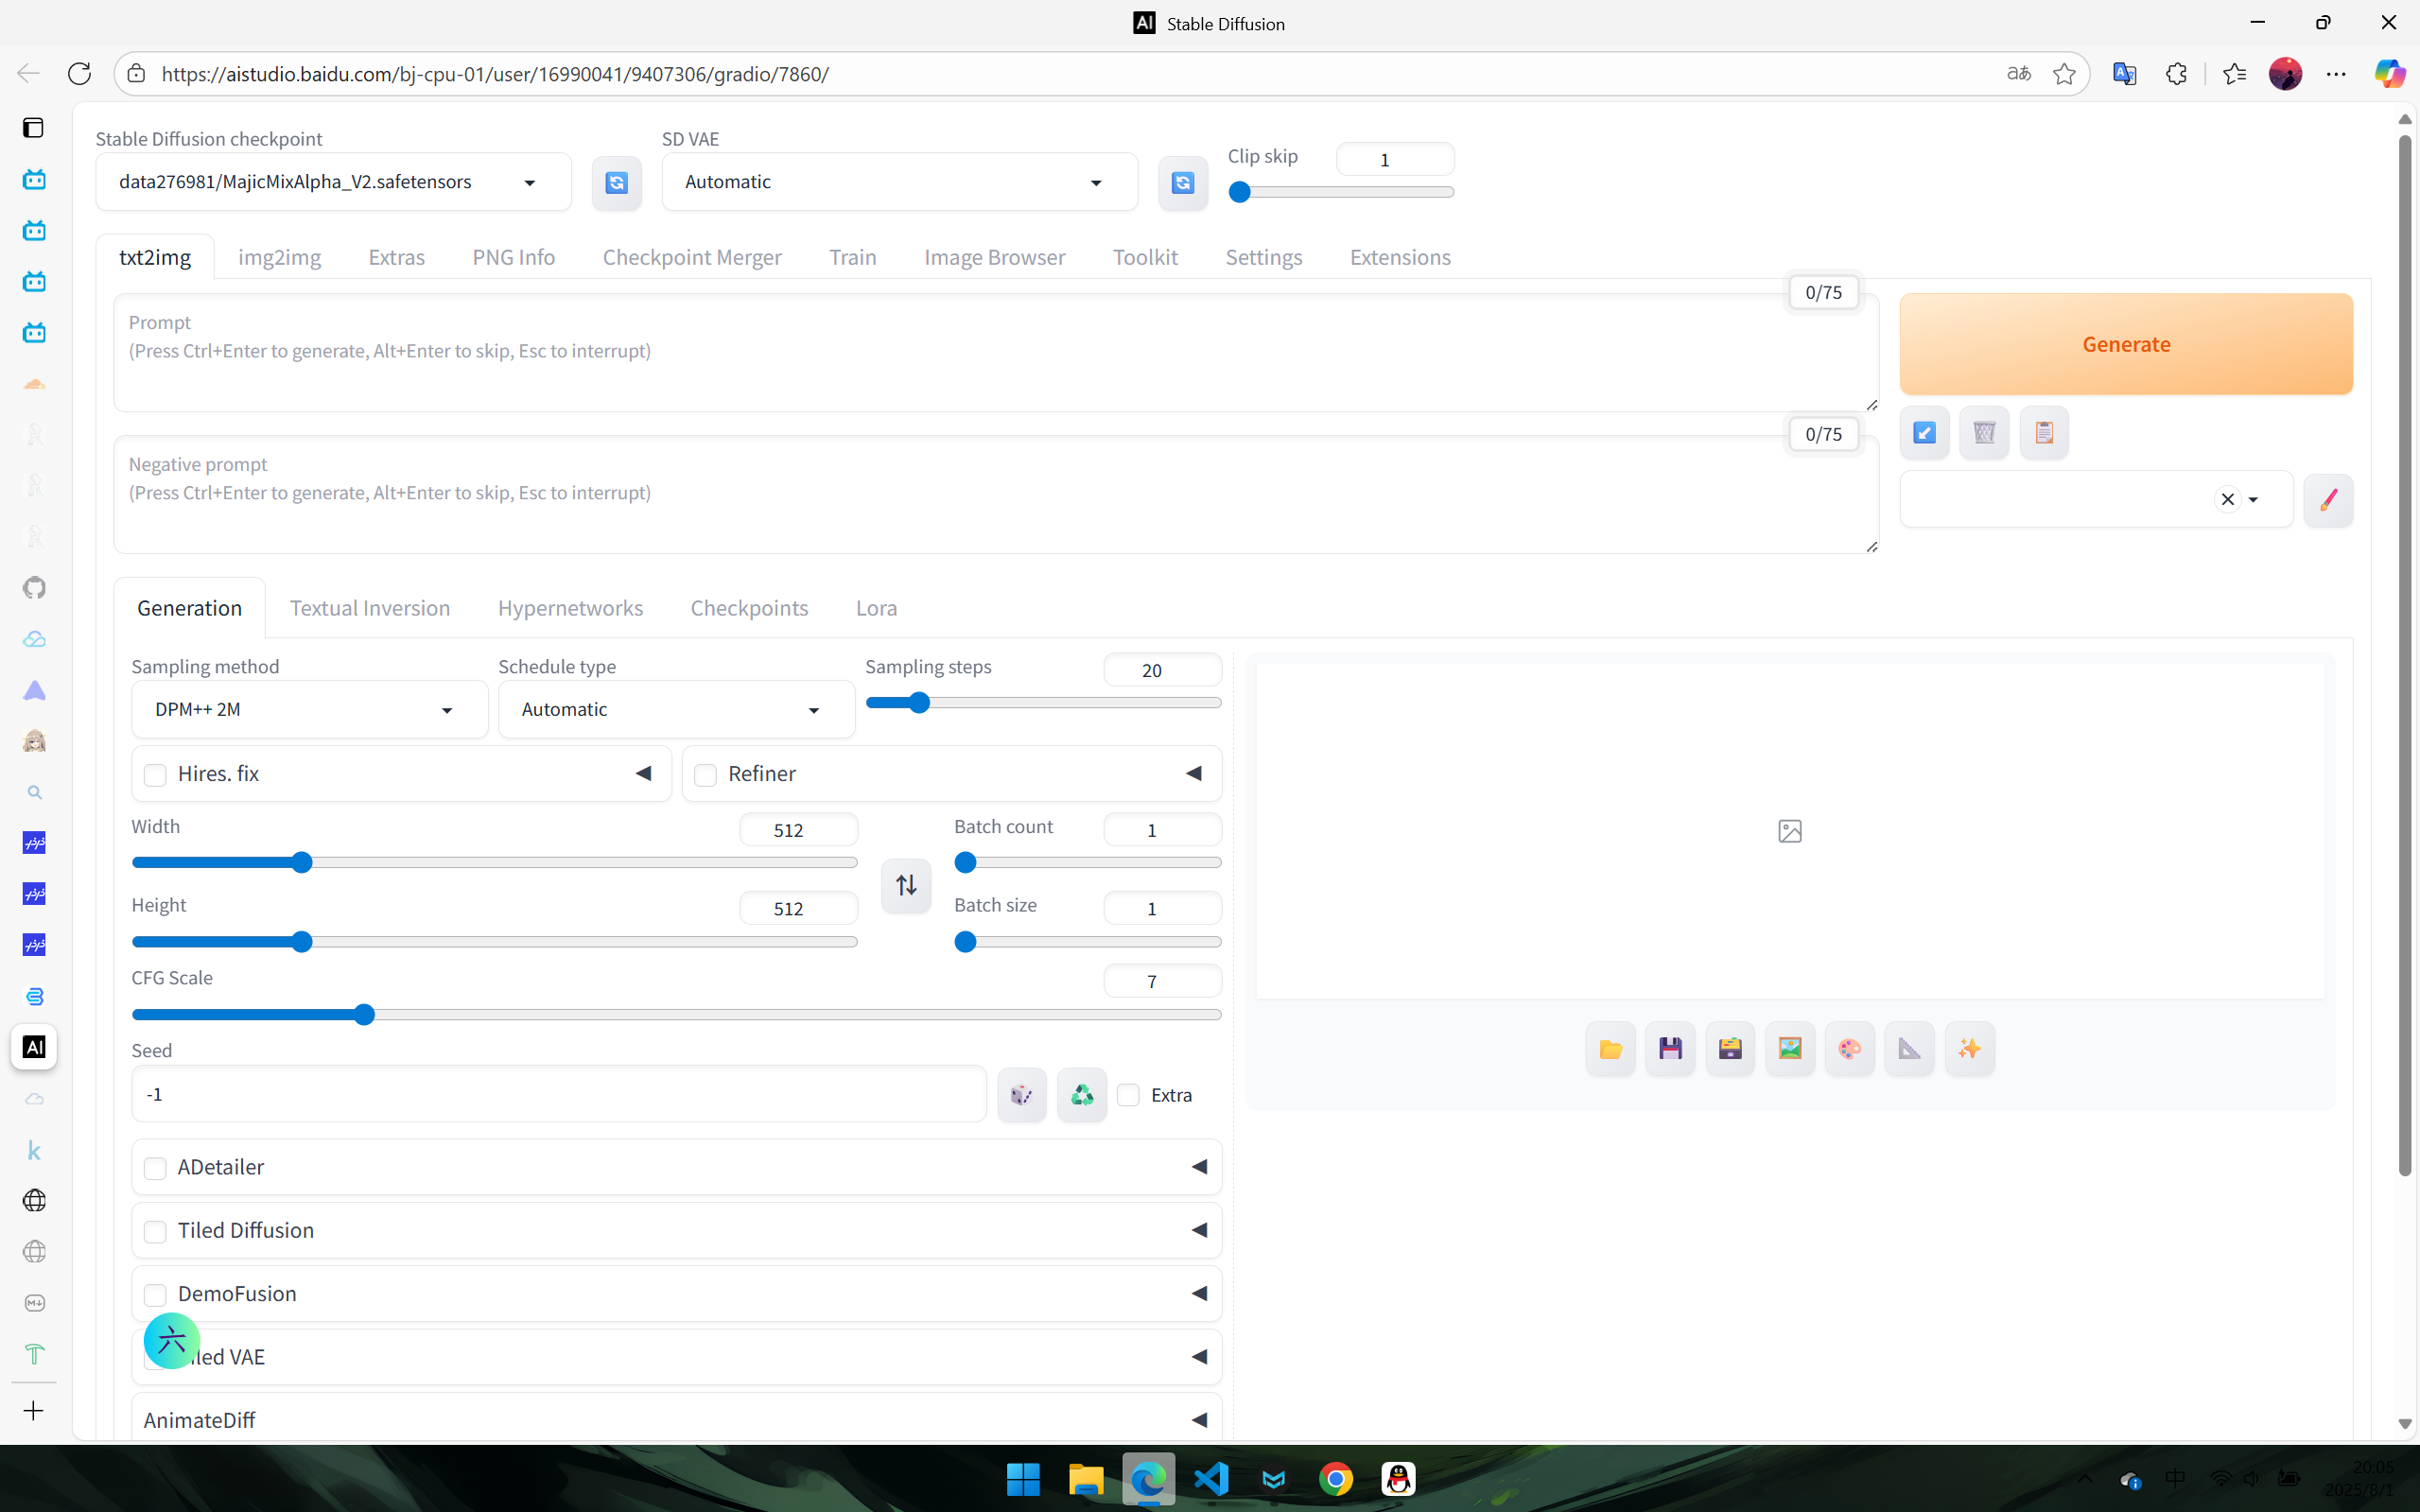 AI Stable Diffusion
https://aistudio.baidu.com/bj-cpu-01/user/16990041/9407306/gradio/7860/ aあ
Stable Diffusion checkpoint SD VAE Clip skip 1
data276981/MajicMixAlpha_V2.safetensors Automatic
txt2img img2img Extras PNG Info Checkpoint Merger Train Image Browser Toolkit Settings Extensions
0/75
Prompt
(Press Ctrl+Enter to generate, Alt+Enter to skip, Esc to interrupt)
Generate
0/75
Negative prompt
(Press Ctrl+Enter to generate, Alt+Enter to skip, Esc to interrupt)
Generation Textual Inversion Hypernetworks Checkpoints Lora
Sampling method Schedule type Sampling steps 20
DPM++ 2M Automatic
Hires. fix Refiner
Width 512 Batch count 1
Height 512 Batch size 1
CFG Scale 7
Seed
-1 Extra
AI
ADetailer
Tiled Diffusion
DemoFusion
六
led VAE
AnimateDiff
中
20:05
2025/8/1